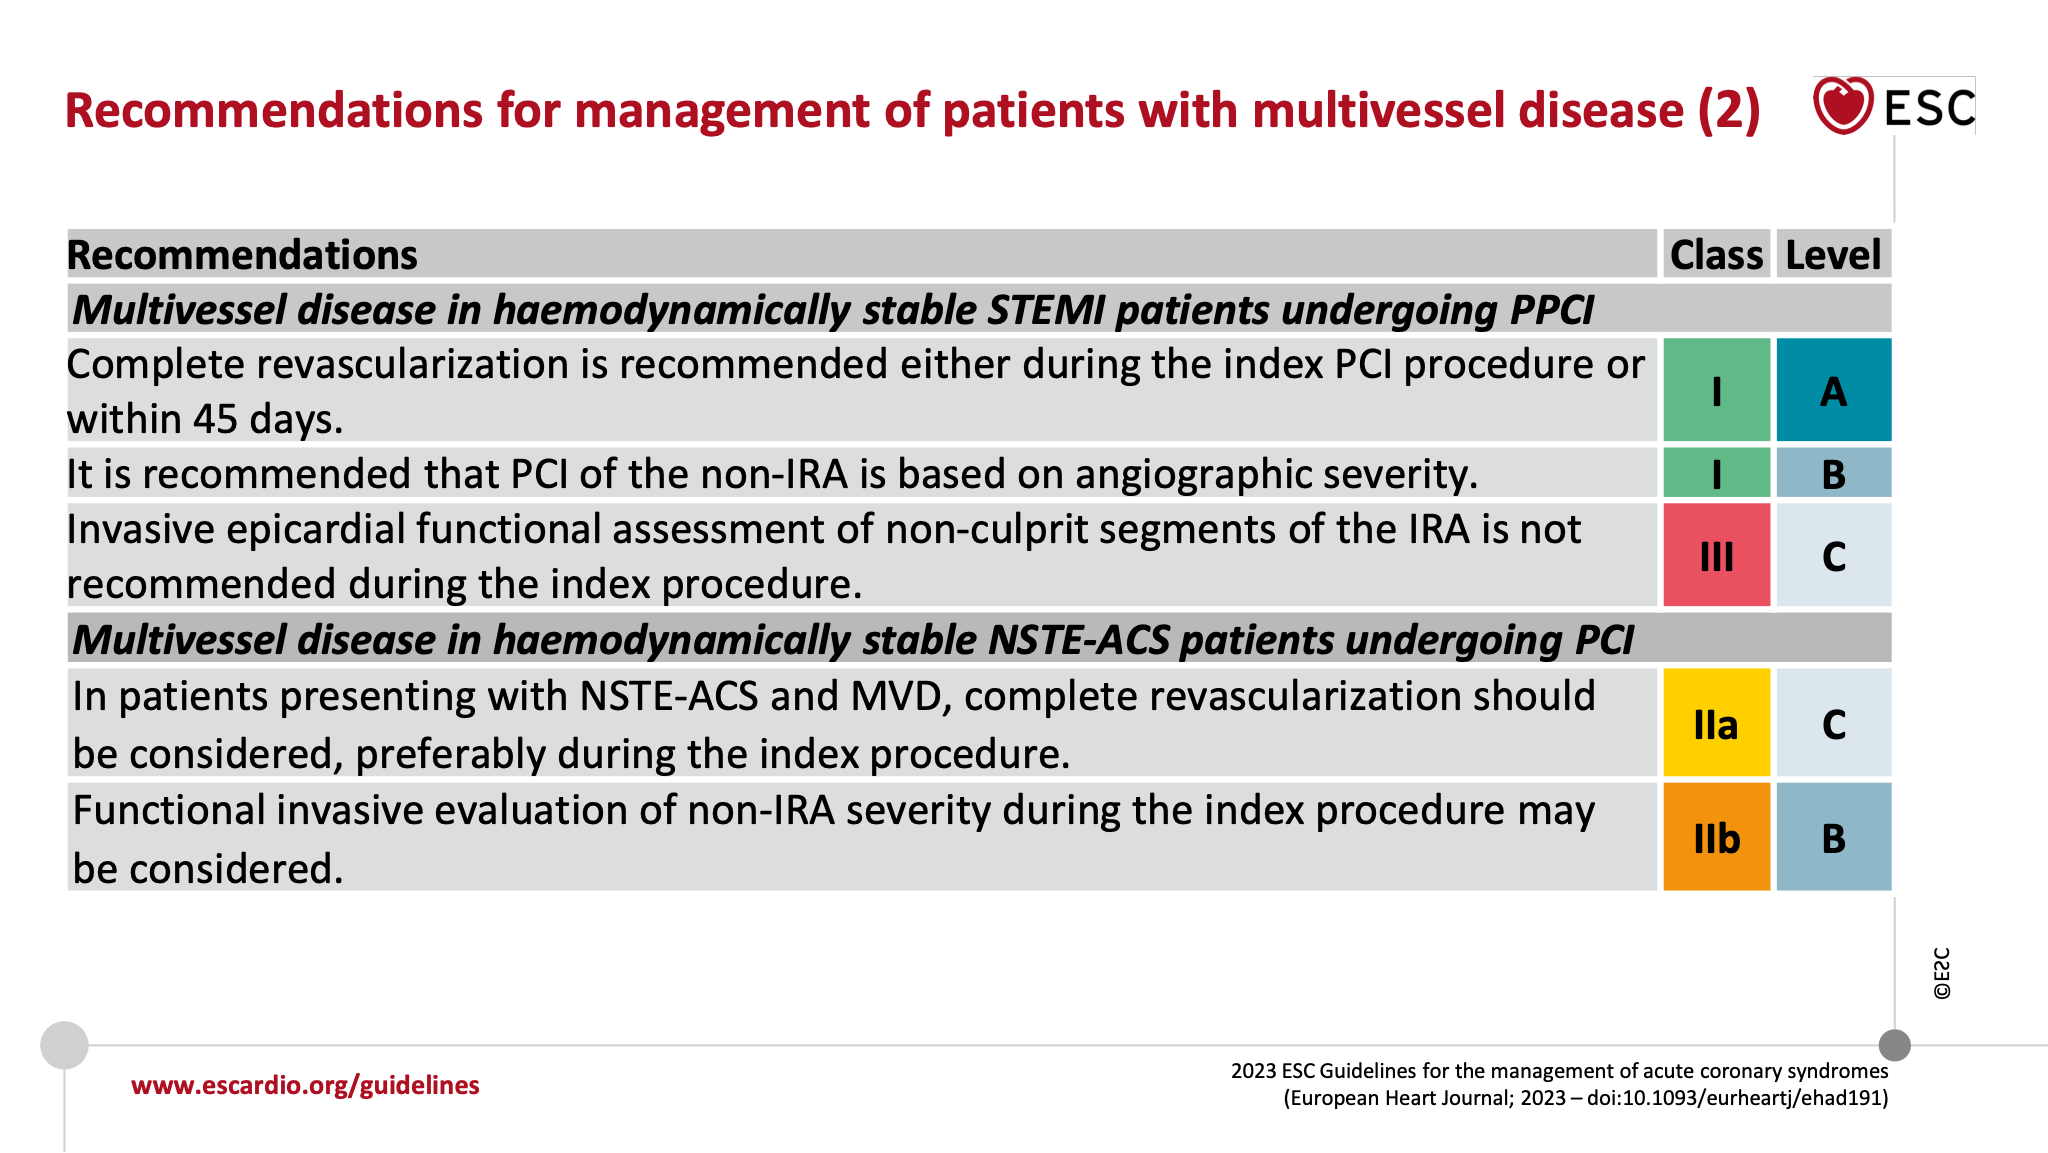 Recommendations for management of patients with multivessel disease (2)
ESC
Recommendations Class Level
Multivessel disease in haemodynamically stable STEMI patients undergoing PPCI
Complete revascularization is recommended either during the index PCI procedure or
within 45 days.
I A
It is recommended that PCI of the non-IRA is based on angiographic severity. I B
Invasive epicardial functional assessment of non-culprit segments of the IRA is not
recommended during the index procedure.
III C
Multivessel disease in haemodynamically stable NSTE-ACS patients undergoing PCI
In patients presenting with NSTE-ACS and MVD, complete revascularization should
be considered, preferably during the index procedure.
IIa C
Functional invasive evaluation of non-IRA severity during the index procedure may
be considered.
IIb B
©ESC
www.escardio.org/guidelines
2023 ESC Guidelines for the management of acute coronary syndromes
(European Heart Journal; 2023 – doi:10.1093/eurheartj/ehad191)